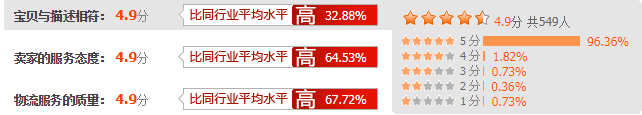 宝贝与描述相符： 4.9分 比同行业平均水平 高 32.88%
卖家的服务态度： 4.9分 比同行业平均水平 高 64.53%
物流服务的质量： 4.9分 比同行业平均水平 高 67.72%
4.9分 共549人
5 分 96.36%
4 分 1.82%
3 分 0.73%
2 分 0.36%
1 分 0.73%